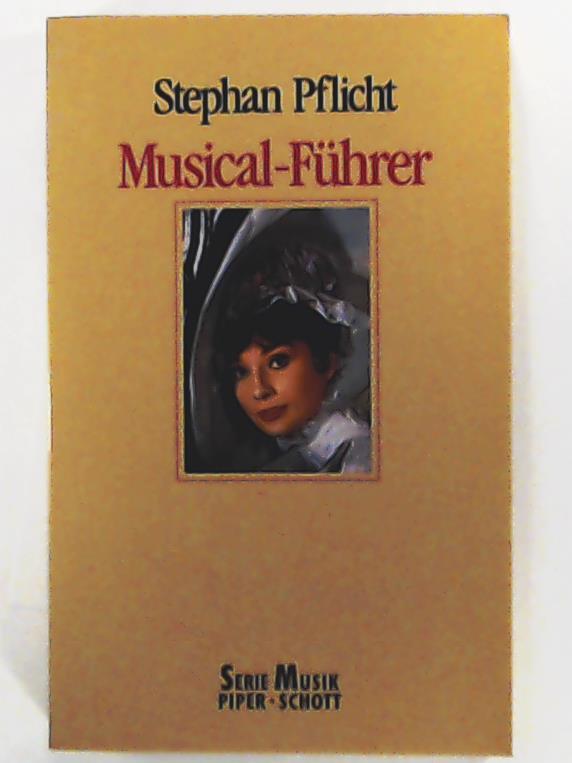 Stephan Pflicht
Musical-Führer
SERIE MUSIK
PIPER · SCHOTT